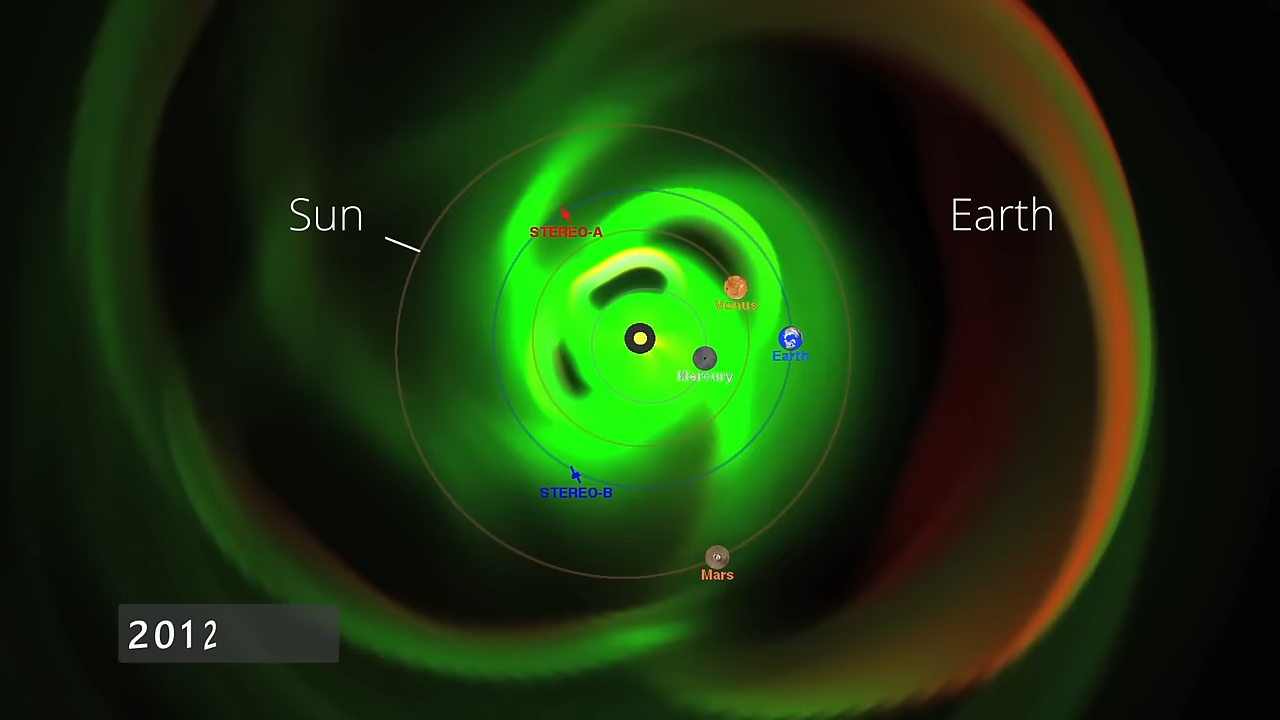 Sun
Earth
STEREO-A
Venus
Earth
Mercury
STEREO-B
Mars
2012